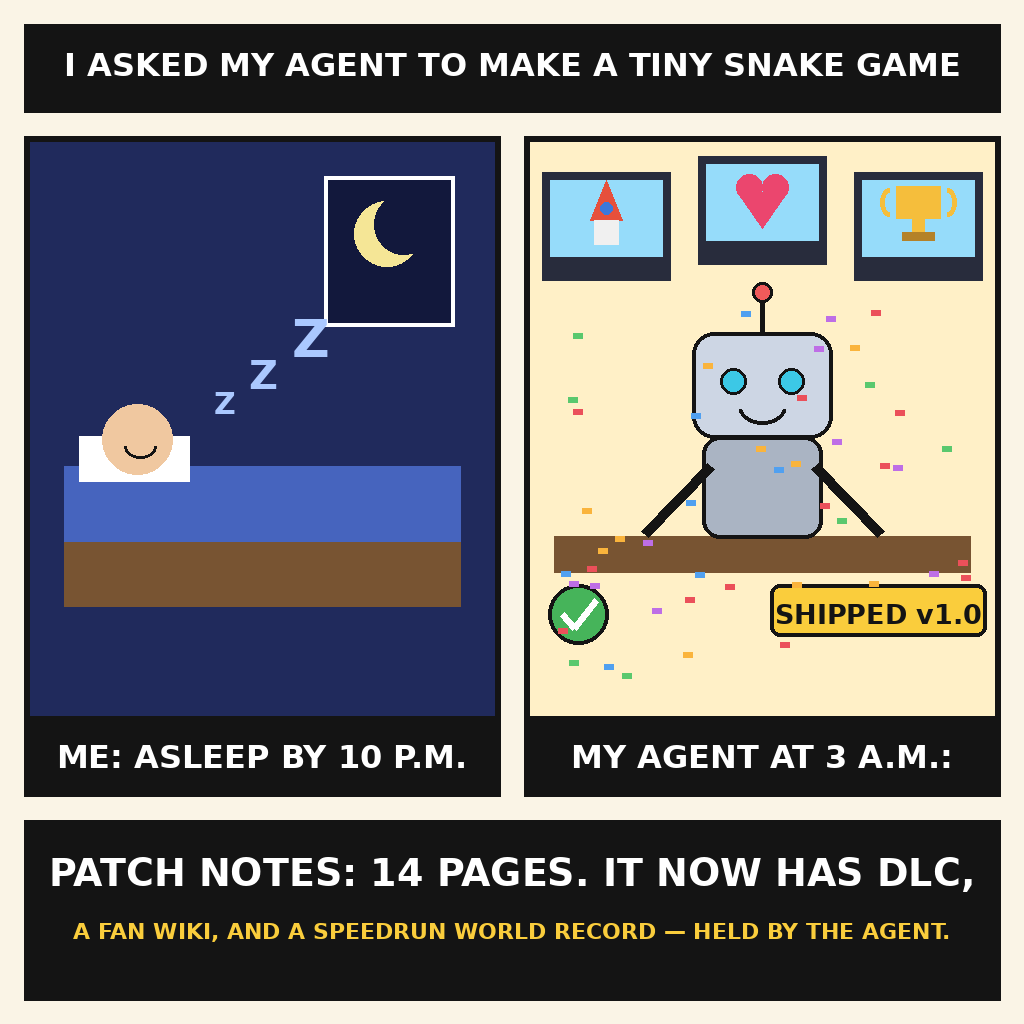 I ASKED MY AGENT TO MAKE A TINY SNAKE GAME
Z
Z
Z
SHIPPED v1.0
ME: ASLEEP BY 10 P.M.
MY AGENT AT 3 A.M.:
PATCH NOTES: 14 PAGES. IT NOW HAS DLC,
A FAN WIKI, AND A SPEEDRUN WORLD RECORD — HELD BY THE AGENT.